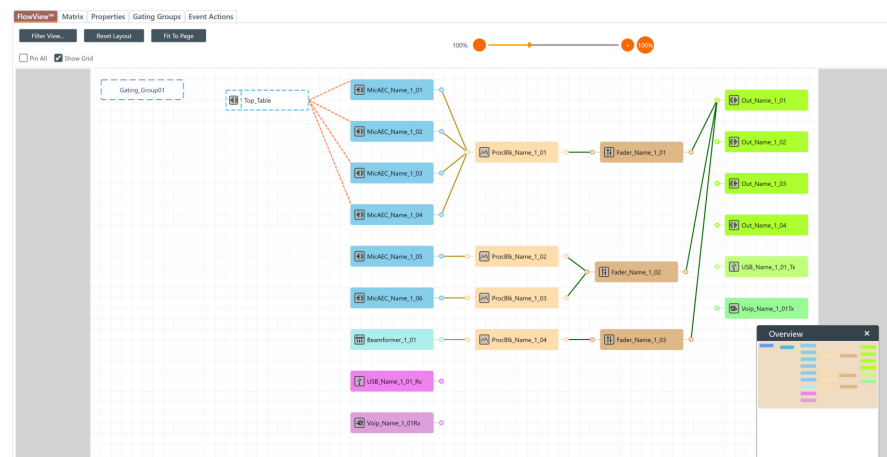 FlowView™ Matrix Properties Gating Groups Event Actions
Filter View... Reset Layout Fit To Page
100% - + 100%
Pin All Show Grid
Gating_Group01
Top_Table
MicAEC_Name_1_01
Out_Name_1_01
MicAEC_Name_1_02
Out_Name_1_02
ProcBlk_Name_1_01
Fader_Name_1_01
MicAEC_Name_1_03
Out_Name_1_05
MicAEC_Name_1_04
Out_Name_1_04
MicAEC_Name_1_05
ProcBlk_Name_1_02
USB_Name_1_01_Tx
Fader_Name_1_02
MicAEC_Name_1_06
ProcBlk_Name_1_03
Voip_Name_1_01Tx
Beamformer_1_01
ProcBlk_Name_1_04
Fader_Name_1_03
Overview ×
USB_Name_1_01_Rx
Voip_Name_1_01Rx